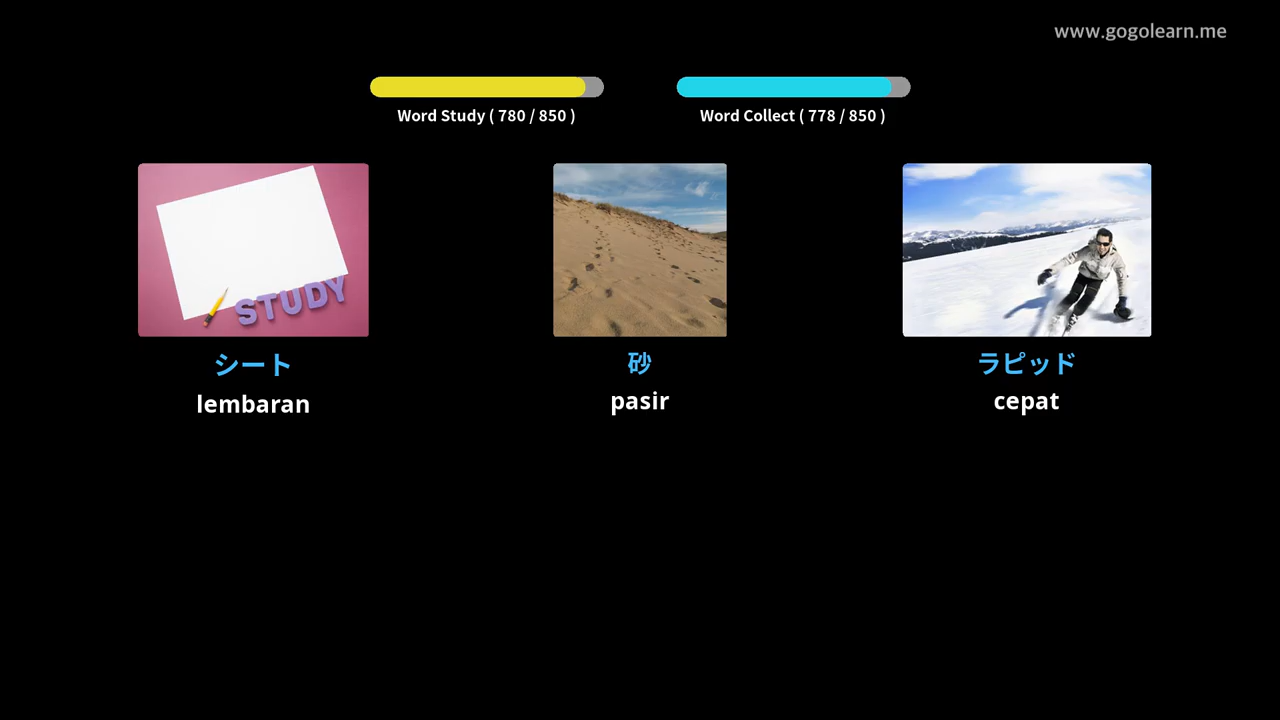 www.gogolearn.me
Word Study ( 780 / 850 )
Word Collect ( 778 / 850 )
STUDY
シート
lembaran
砂
pasir
ラピッド
cepat